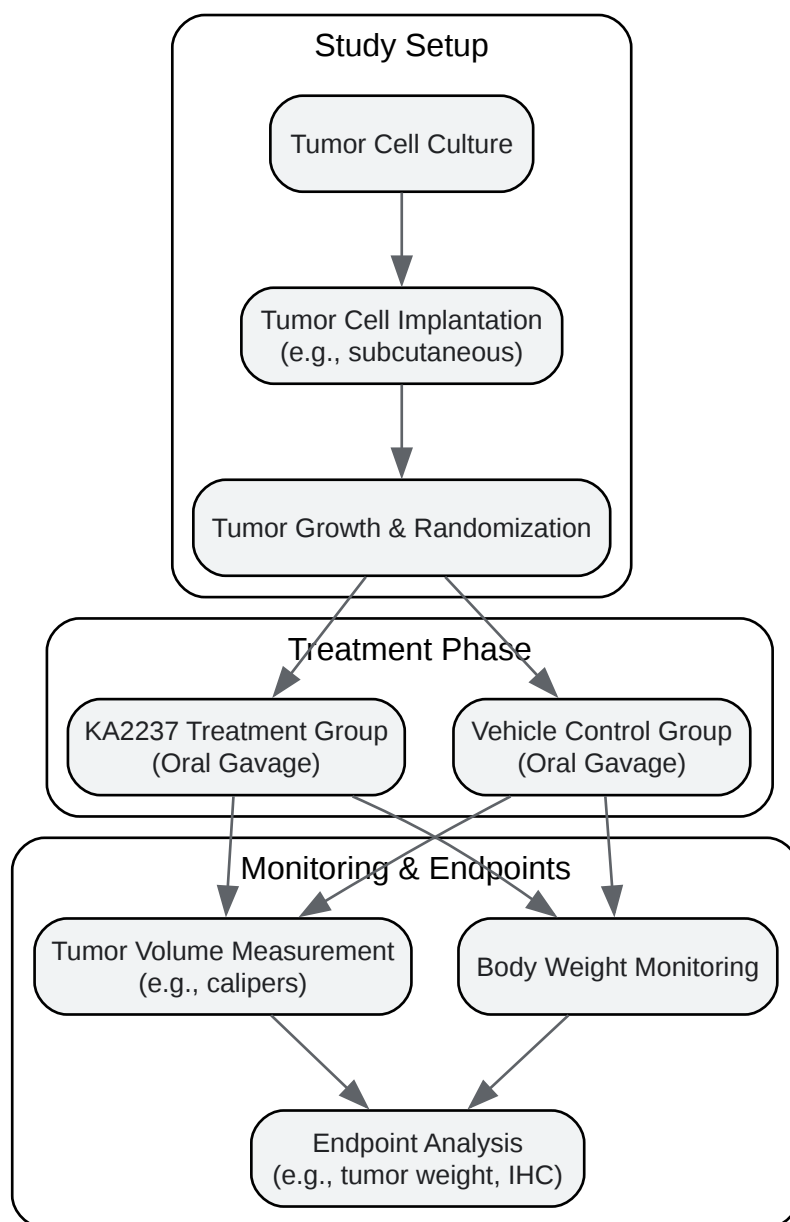 Study Setup
Tumor Cell Culture
Tumor Cell Implantation
(e.g., subcutaneous)
Tumor Growth & Randomization
Treatment Phase
KA2237 Treatment Group
(Oral Gavage)
Vehicle Control Group
(Oral Gavage)
Monitoring & Endpoints
Tumor Volume Measurement
(e.g., calipers)
Body Weight Monitoring
Endpoint Analysis
(e.g., tumor weight, IHC)